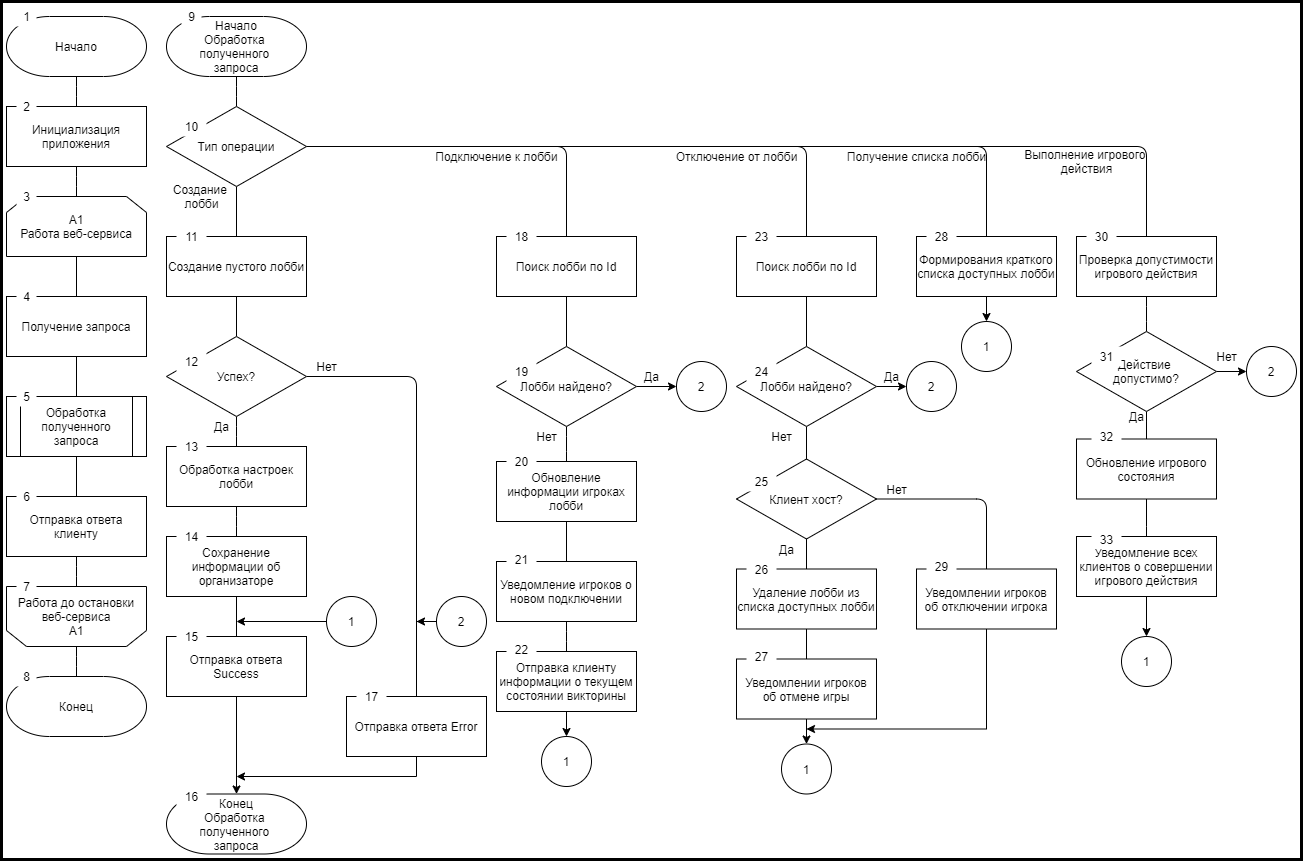 1
Начало
2
Инициализация
приложения
3
A1
Работа веб-сервиса
4
Получение запроса
5
Обработка
полученного
запроса
6
Отправка ответа
клиенту
7
Работа до остановки
веб-сервиса
A1
8
Конец
9
Начало
Обработка
полученного
запроса
10
Тип операции
Создание
лобби
Подключение к лобби
Отключение от лобби
Получение списка лобби
Выполнение игрового
действия
11
Создание пустого лобби
12
Успех?
Нет
Да
13
Обработка настроек
лобби
14
Сохранение
информации об
организаторе
1
2
15
Отправка ответа
Success
17
Отправка ответа Error
16
Конец
Обработка
полученного
запроса
18
Поиск лобби по Id
19
Лобби найдено?
Да
2
Нет
20
Обновление
информации игроках
лобби
21
Уведомление игроков о
новом подключении
22
Отправка клиенту
информации о текущем
состоянии викторины
1
23
Поиск лобби по Id
24
Лобби найдено?
Да
2
Нет
25
Клиент хост?
Нет
Да
26
Удаление лобби из
списка доступных лобби
27
Уведомлении игроков
об отмене игры
1
28
Формирования краткого
списка доступных лобби
1
29
Уведомлении игроков
об отключении игрока
30
Проверка допустимости
игрового действия
31
Действие
допустимо?
Нет
2
Да
32
Обновление игрового
состояния
33
Уведомление всех
клиентов о совершении
игрового действия
1